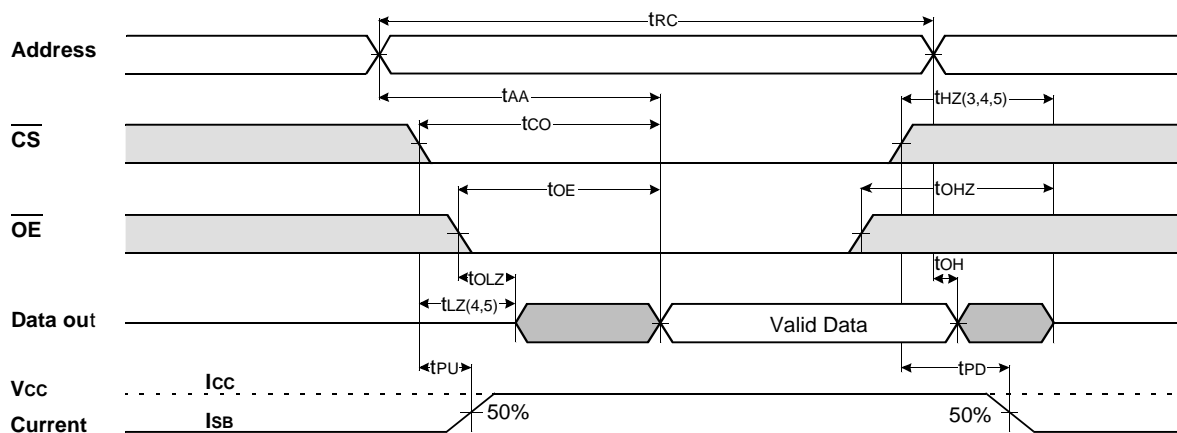 tRC
Address
tAA
tHZ(3,4,5)
tCO
CS
tOE
tOHZ
OE
tOH
tOLZ
tLZ(4,5)
Data out
Valid Data
tPU
tPD
VCC
ICC
50%
50%
Current
ISB